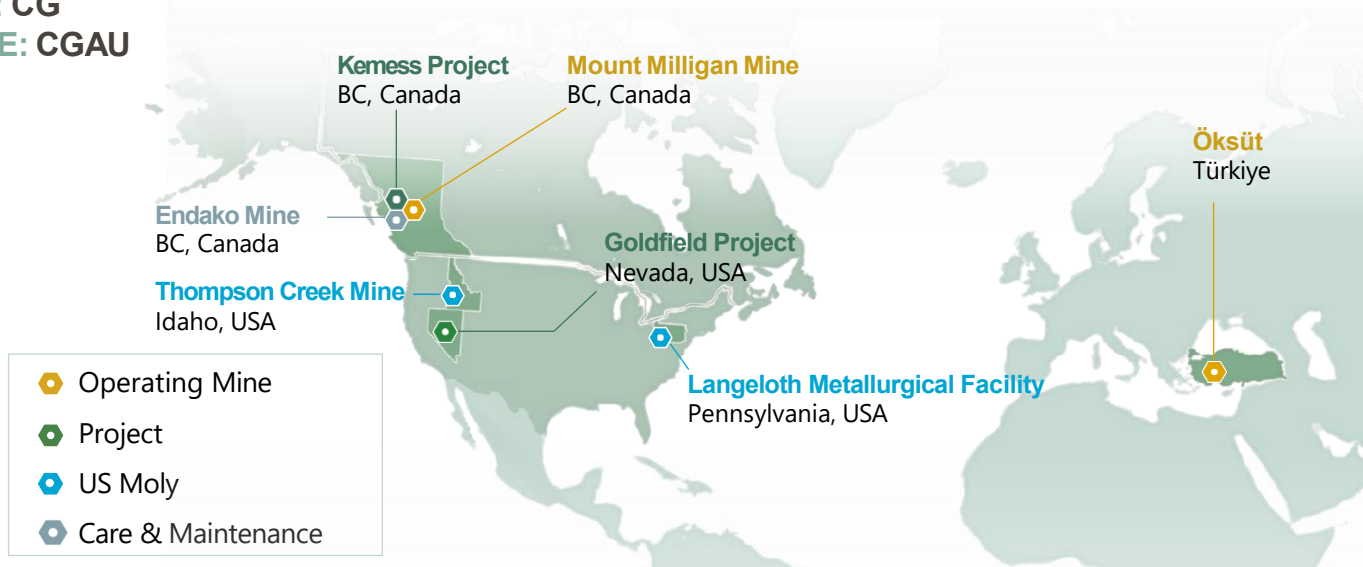 : CG
E: CGAU
Kemess Project
BC, Canada
Mount Milligan Mine
BC, Canada
Öksüt
Türkiye
Endako Mine
BC, Canada
Goldfield Project
Nevada, USA
Thompson Creek Mine
Idaho, USA
Langeloth Metallurgical Facility
Pennsylvania, USA
Operating Mine
Project
US Moly
Care & Maintenance